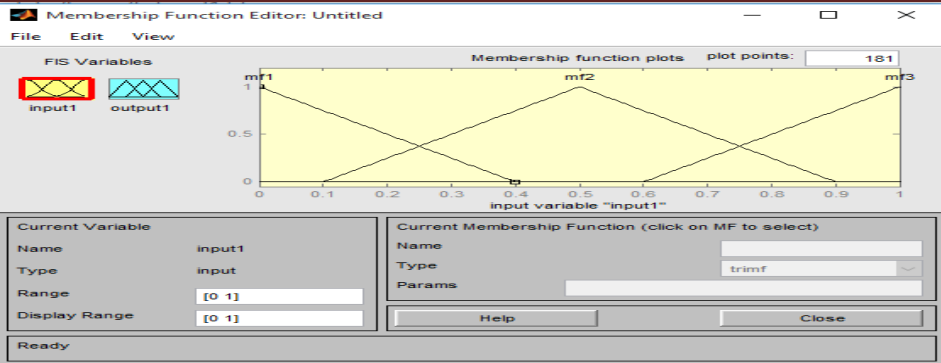 Membership Function Editor: Untitled
File Edit View
FIS Variables
input1 output1
Membership function plots plot points: 181
mf1 mf2 mf3
1
0.5
0
0 0.1 0.2 0.3 0.4 0.5 0.6 0.7 0.8 0.9 1
input variable "input1"
Current Variable
Name input1
Type input
Range [0 1]
Display Range [0 1]
Current Membership Function (click on MF to select)
Name
Type trimf
Params
Help Close
Ready